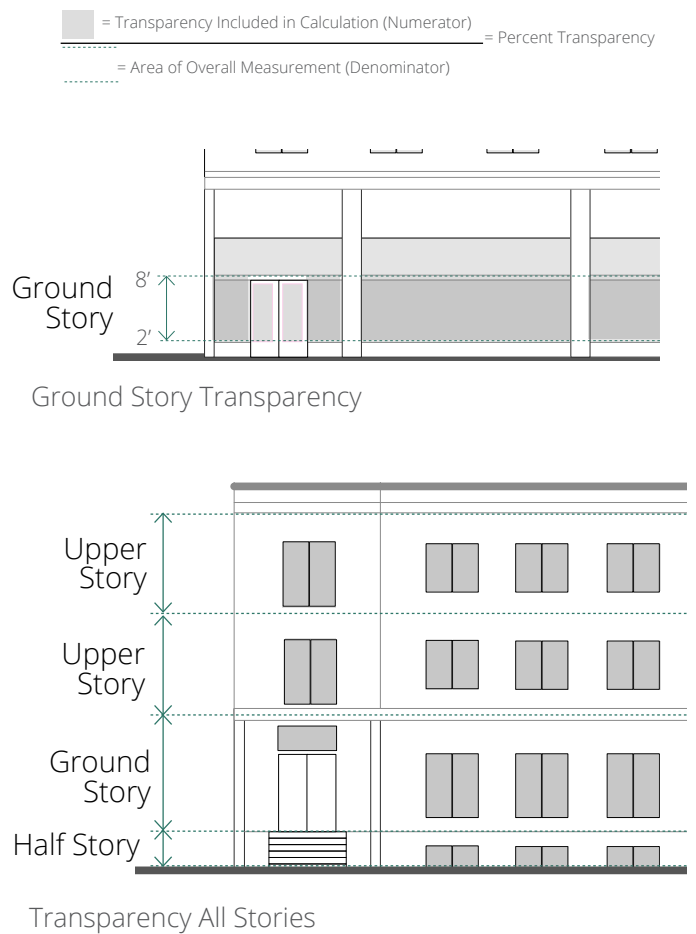 = Transparency Included in Calculation (Numerator)
= Percent Transparency
= Area of Overall Measurement (Denominator)
Ground
Story
8'
2'
Ground Story Transparency
Upper
Story
Upper
Story
Ground
Story
Half Story
Transparency All Stories